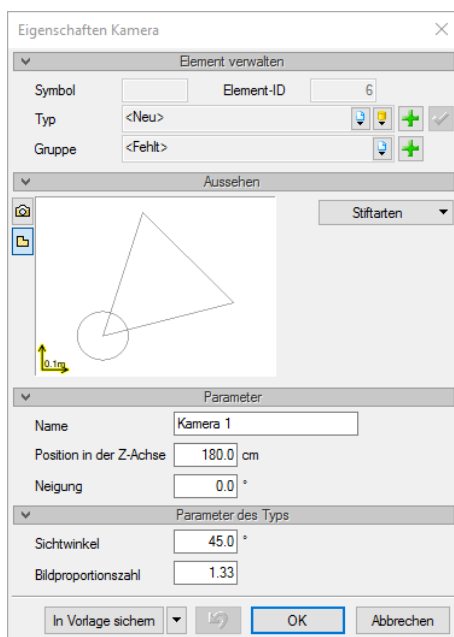 Eigenschaften Kamera
Element verwalten
Symbol Element-ID 6
Typ <Neu>
Gruppe <Fehlt>
Aussehen
Stiftarten
0.1m
Parameter
Name Kamera 1
Position in der Z-Achse 180.0 cm
Neigung 0.0 °
Parameter des Typs
Sichtwinkel 45.0 °
Bildproportionszahl 1.33
In Vorlage sichern OK Abbrechen